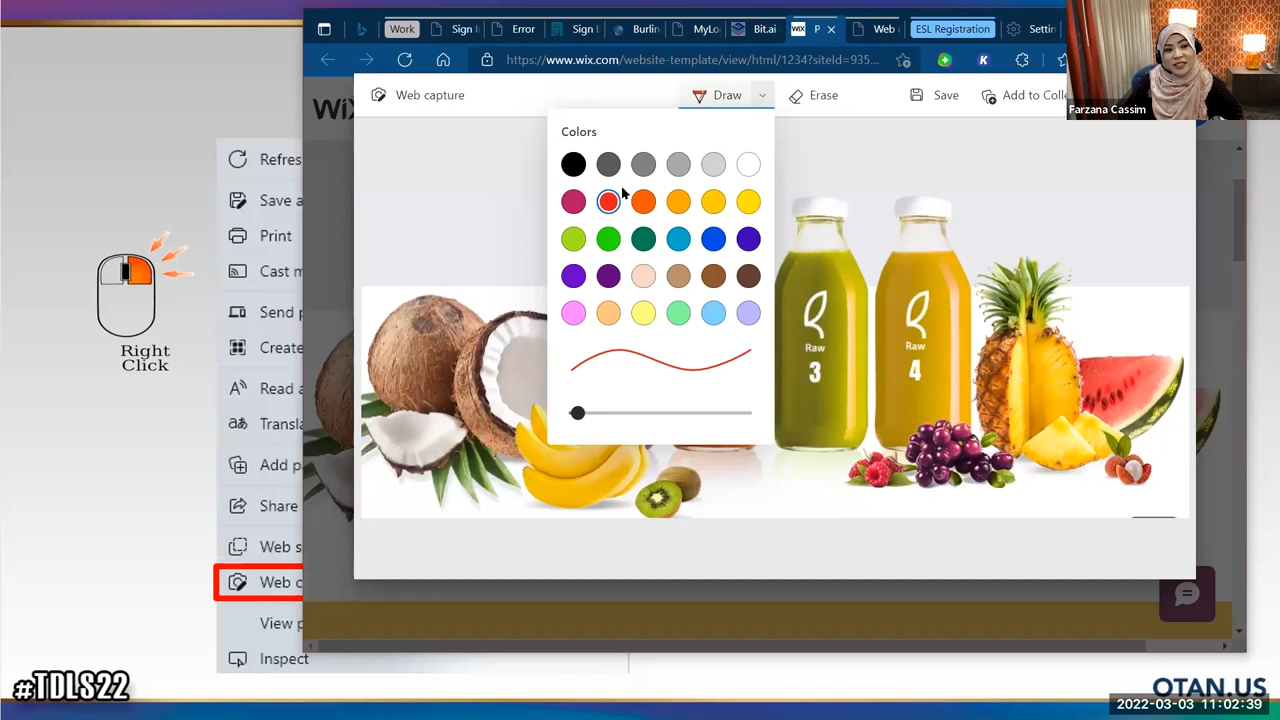 Work
Sign I
Error
Sign I
Burlin
MyLo
Bit.ai
WIX
P
Web c
ESL Registration
Settin
https://www.wix.com/website-template/view/html/1234?siteId=935...
K
Web capture
Draw
Erase
Save
Add to Colle
Farzana Cassim
WiX
Colors
Refres
Save a
Print
Cast m
Send p
Create
Read a
Transla
Add p
Share
Web s
Web c
View p
Inspect
Right
Click
Raw
3
Raw
4
#TDLS22
OTAN.US
2022-03-03 11:02:39